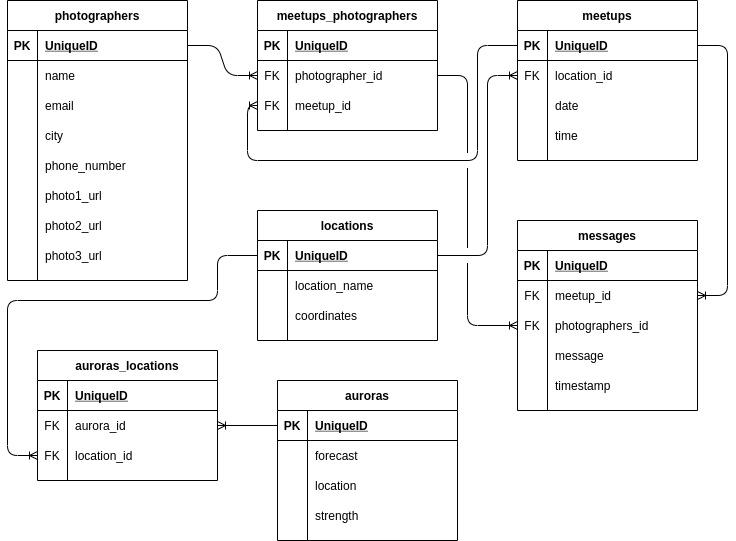 photographers
PK UniqueID
name
email
city
phone_number
photo1_url
photo2_url
photo3_url
meetups_photographers
PK UniqueID
FK photographer_id
FK meetup_id
meetups
PK UniqueID
FK location_id
date
time
locations
PK UniqueID
location_name
coordinates
messages
PK UniqueID
FK meetup_id
FK photographers_id
message
timestamp
auroras_locations
PK UniqueID
FK aurora_id
FK location_id
auroras
PK UniqueID
forecast
location
strength